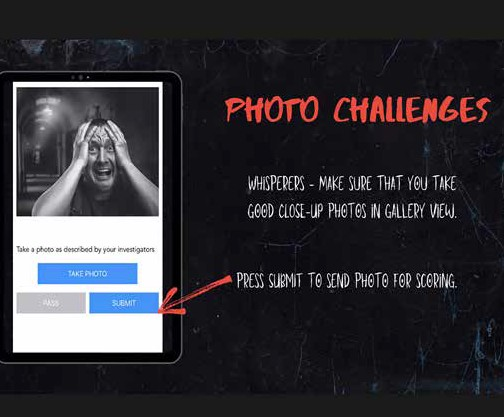 PHOTO CHALLENGES
WHISPERERS - MAKE SURE THAT YOU TAKE
GOOD CLOSE-UP PHOTOS IN GALLERY VIEW.
PRESS SUBMIT TO SEND PHOTO FOR SCORING.
Take a photo as described by your investigators
TAKE PHOTO
PASS
SUBMIT